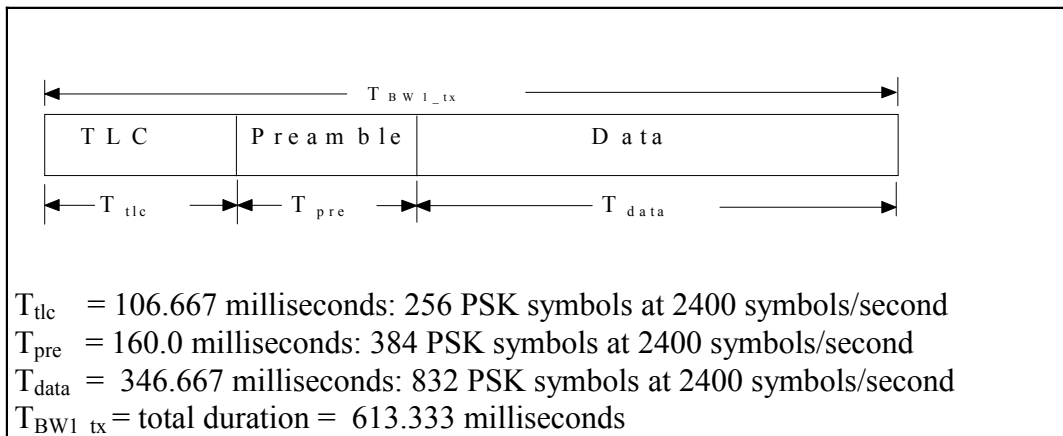 T BW1_tx
TLC Preamble Data
T tlc T pre T data
Ttlc = 106.667 milliseconds: 256 PSK symbols at 2400 symbols/second
Tpre = 160.0 milliseconds: 384 PSK symbols at 2400 symbols/second
Tdata = 346.667 milliseconds: 832 PSK symbols at 2400 symbols/second
TBW1_tx = total duration = 613.333 milliseconds